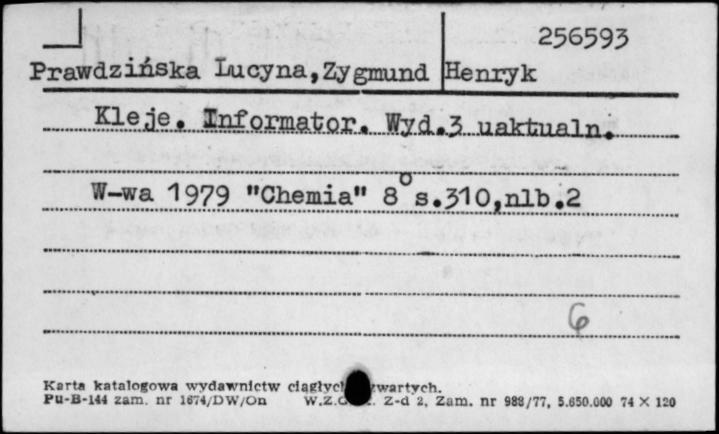 256593
Prawdzińska Lucyna,Zygmund Henryk
Kleje. Informator. Wyd.3 uaktualn.
W-wa 1979 "Chemia" 8° s.310,nlb.2
6
Karta katalogowa wydawnictw zwartych.
Pu-B-144 zam. nr 1674/DW/On Z-d 2, Zam. nr 988/77, 5.650.000 74 X 120